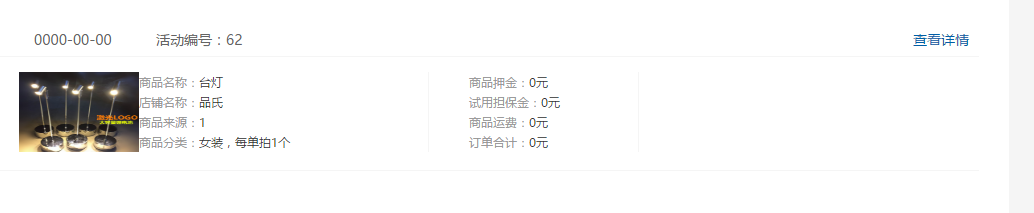 0000-00-00 活动编号：62 查看详情
商品名称：台灯
店铺名称：品氏
商品来源：1
商品分类：女装，每单拍1个
商品押金：0元
试用担保金：0元
商品运费：0元
订单合计：0元